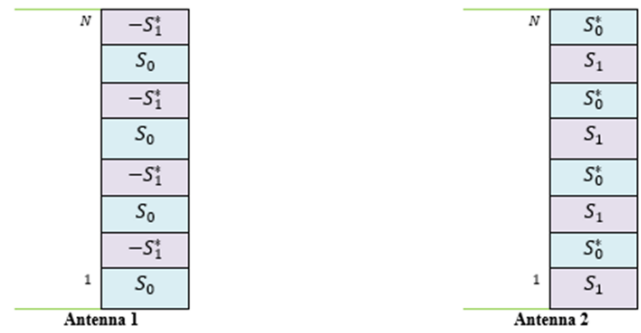 N
−S₁*
S₀
−S₁*
S₀
−S₁*
S₀
−S₁*
1
S₀
Antenna 1
N
S₀*
S₁
S₀*
S₁
S₀*
S₁
S₀*
1
S₁
Antenna 2